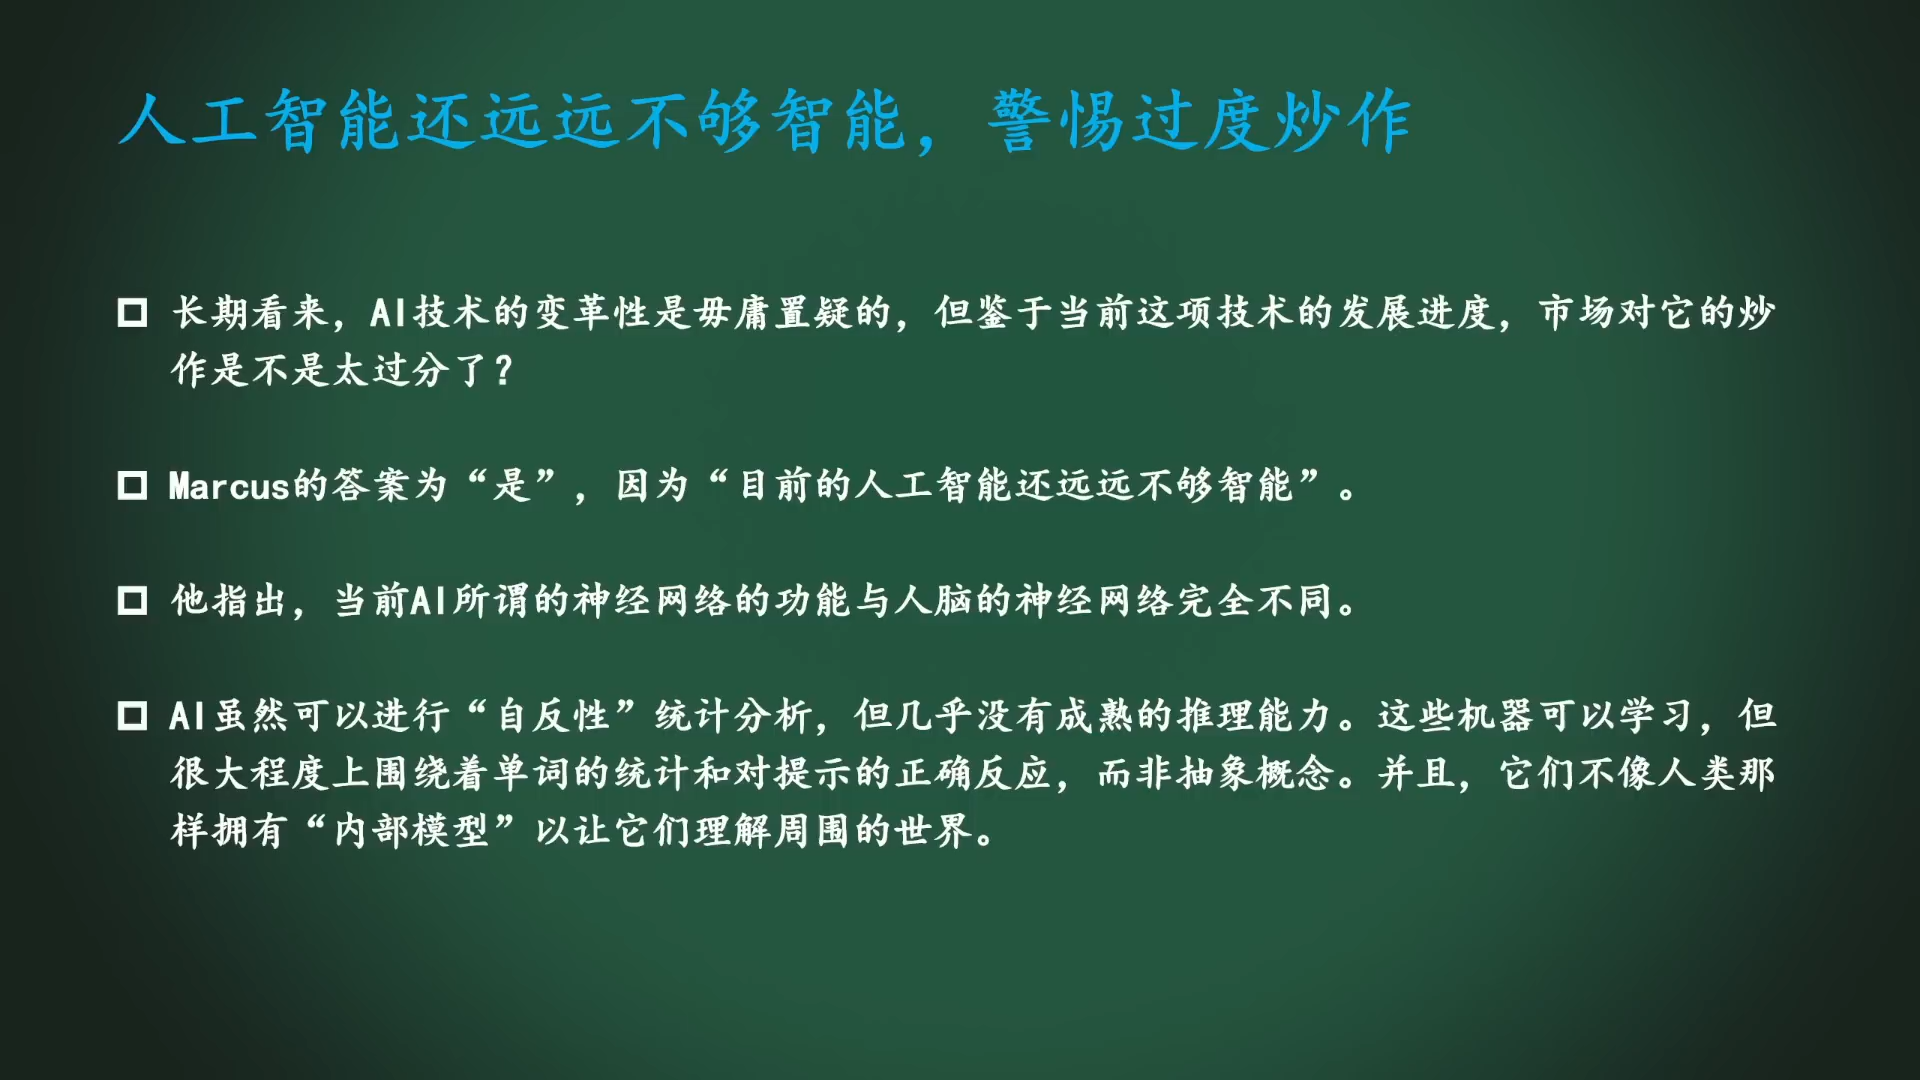 人工智能还远远不够智能，警惕过度炒作
长期看来，AI技术的变革性是毋庸置疑的，但鉴于当前这项技术的发展进度，市场对它的炒
作是不是太过分了？
Marcus的答案为“是”，因为“目前的人工智能还远远不够智能”。
他指出，当前AI所谓的神经网络的功能与人脑的神经网络完全不同。
AI虽然可以进行“自反性”统计分析，但几乎没有成熟的推理能力。这些机器可以学习，但
很大程度上围绕着单词的统计和对提示的正确反应，而非抽象概念。并且，它们不像人类那
样拥有“内部模型”以让它们理解周围的世界。